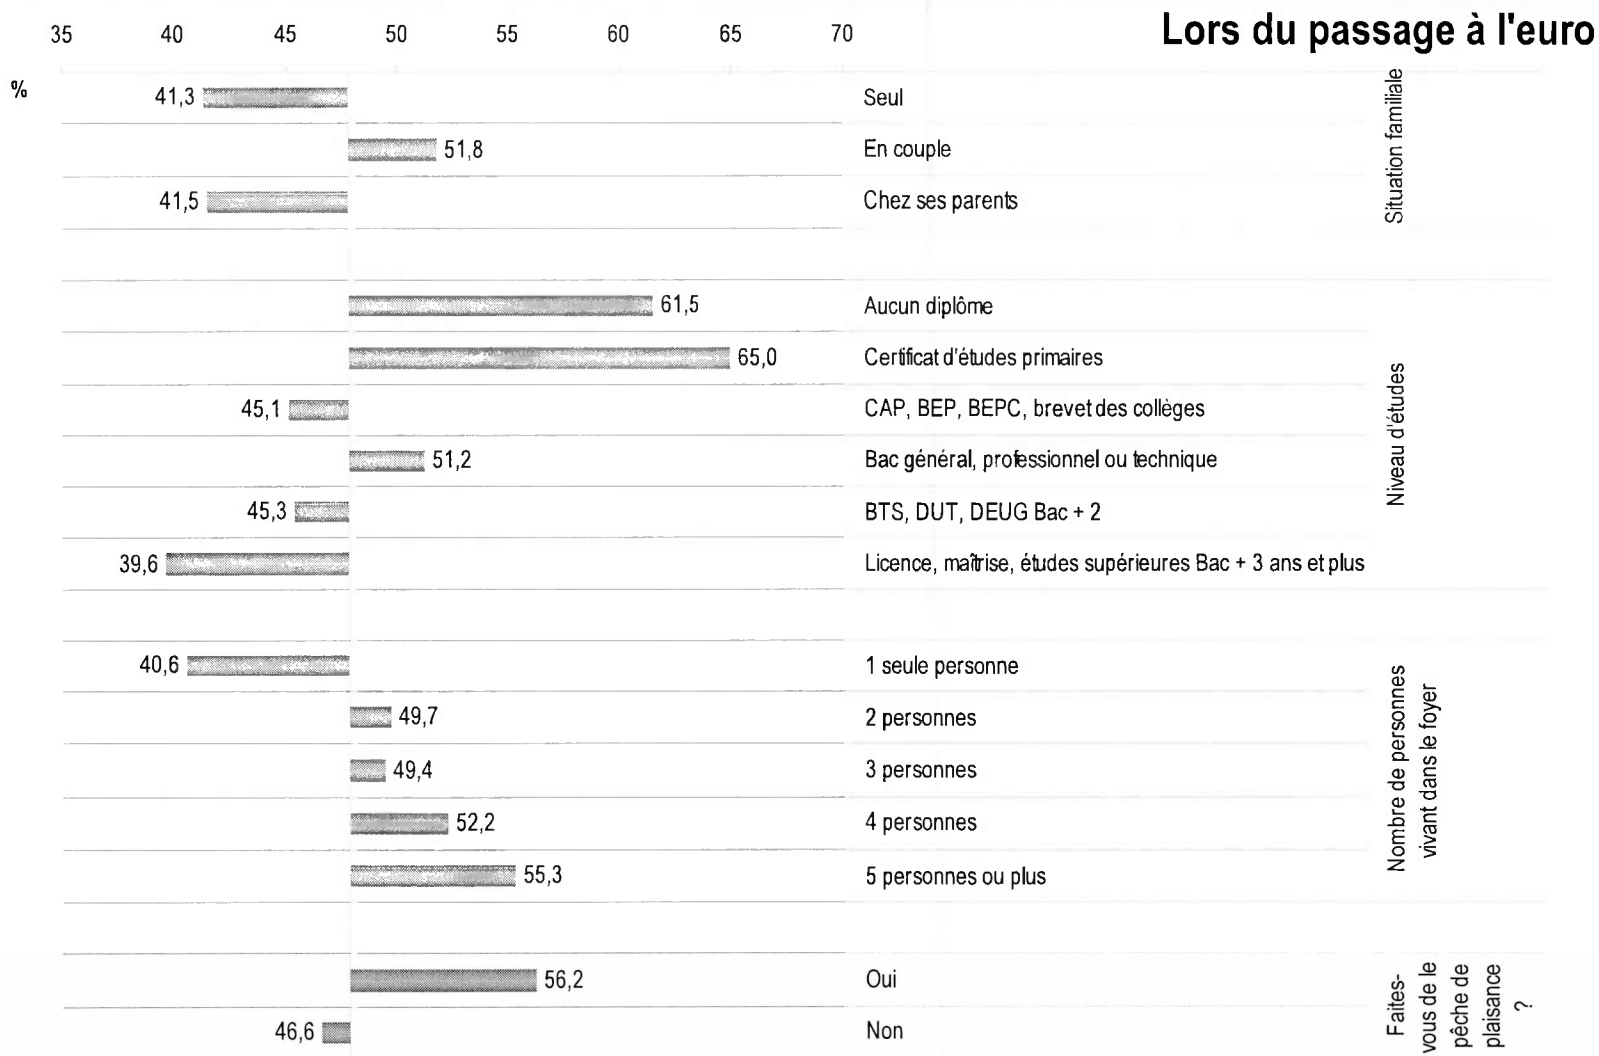 Lors du passage à l'euro
35 40 45 50 55 60 65 70
%
Situation familiale
41,3 Seul
51,8 En couple
41,5 Chez ses parents
Niveau d'études
61,5 Aucun diplôme
65,0 Certificat d'études primaires
45,1 CAP, BEP, BEPC, brevet des collèges
51,2 Bac général, professionnel ou technique
45,3 BTS, DUT, DEUG Bac + 2
39,6 Licence, maîtrise, études supérieures Bac + 3 ans et plus
Nombre de personnes
vivant dans le foyer
40,6 1 seule personne
49,7 2 personnes
49,4 3 personnes
52,2 4 personnes
55,3 5 personnes ou plus
Faites-
vous de le
pêche de
plaisance
?
56,2 Oui
46,6 Non